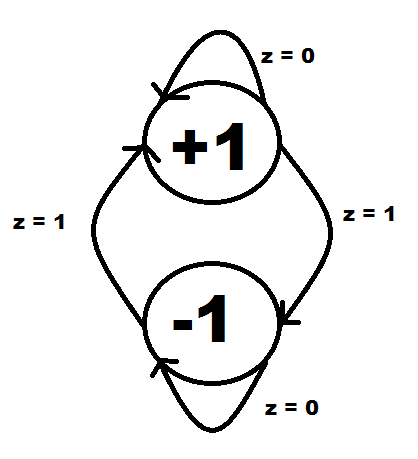 z = 0
+1
z = 1
z = 1
-1
z = 0